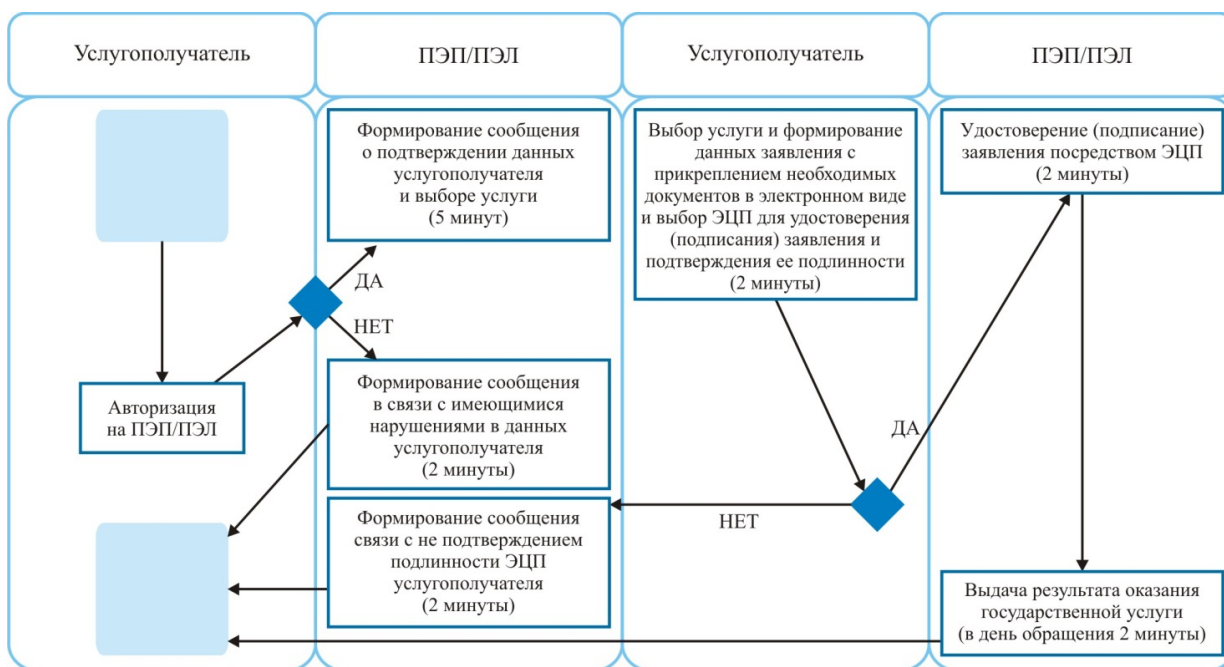 Услугополучатель
ПЭП/ПЭЛ
Услугополучатель
ПЭП/ПЭЛ
Формирование сообщения
о подтверждении данных
услугополучателя
и выборе услуги
(5 минут)
Выбор услуги и формирование
данных заявления с
прикреплением необходимых
документов в электронном виде
и выбор ЭЦП для удостоверения
(подписания) заявления и
подтверждения ее подлинности
(2 минуты)
Удостоверение (подписание)
заявления посредством ЭЦП
(2 минуты)
ДА
НЕТ
Авторизация
на ПЭП/ПЭЛ
Формирование сообщения
в связи с имеющимися
нарушениями в данных
услугополучателя
(2 минуты)
ДА
НЕТ
Формирование сообщения
связи с не подтверждением
подлинности ЭЦП
услугополучателя
(2 минуты)
Выдача результата оказания
государственной услуги
(в день обращения 2 минуты)